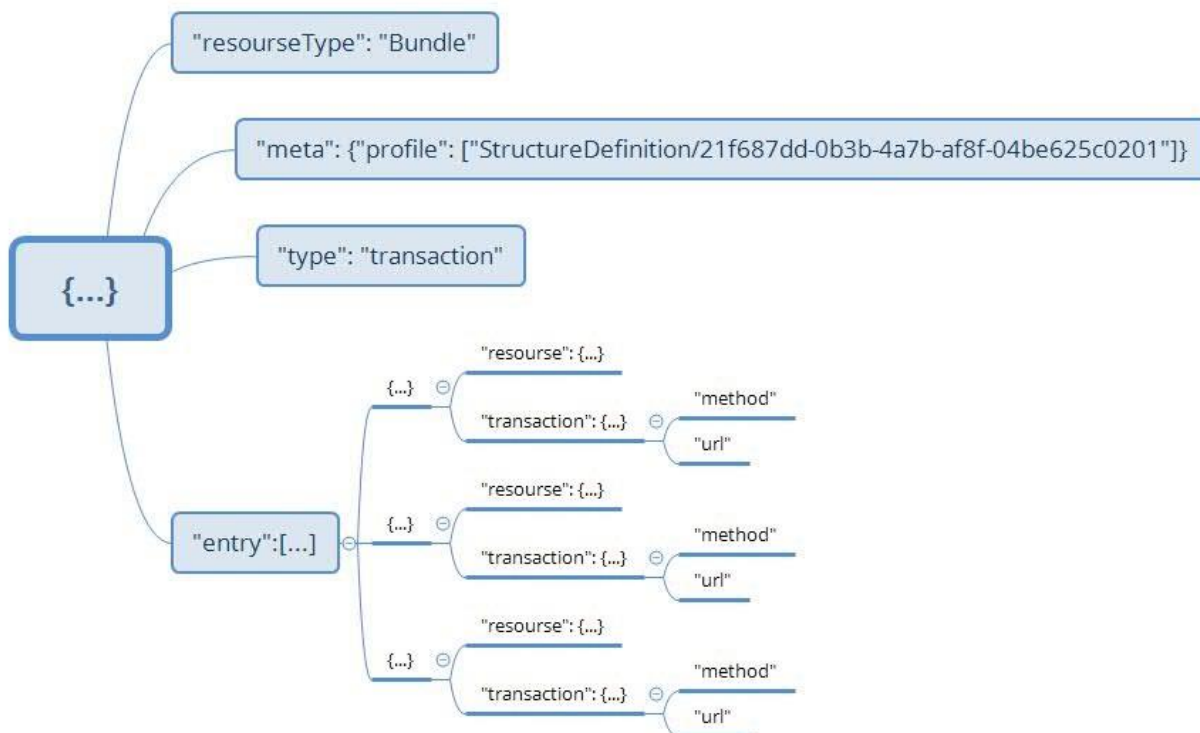 "resourseType": "Bundle"
"meta": {"profile": ["StructureDefinition/21f687dd-0b3b-4a7b-af8f-04be625c0201"]}
"type": "transaction"
{...}
"entry":[...]
{...}
"resourse": {...}
"transaction": {...}
"method"
"url"
{...}
"resourse": {...}
"transaction": {...}
"method"
"url"
{...}
"resourse": {...}
"transaction": {...}
"method"
"url"